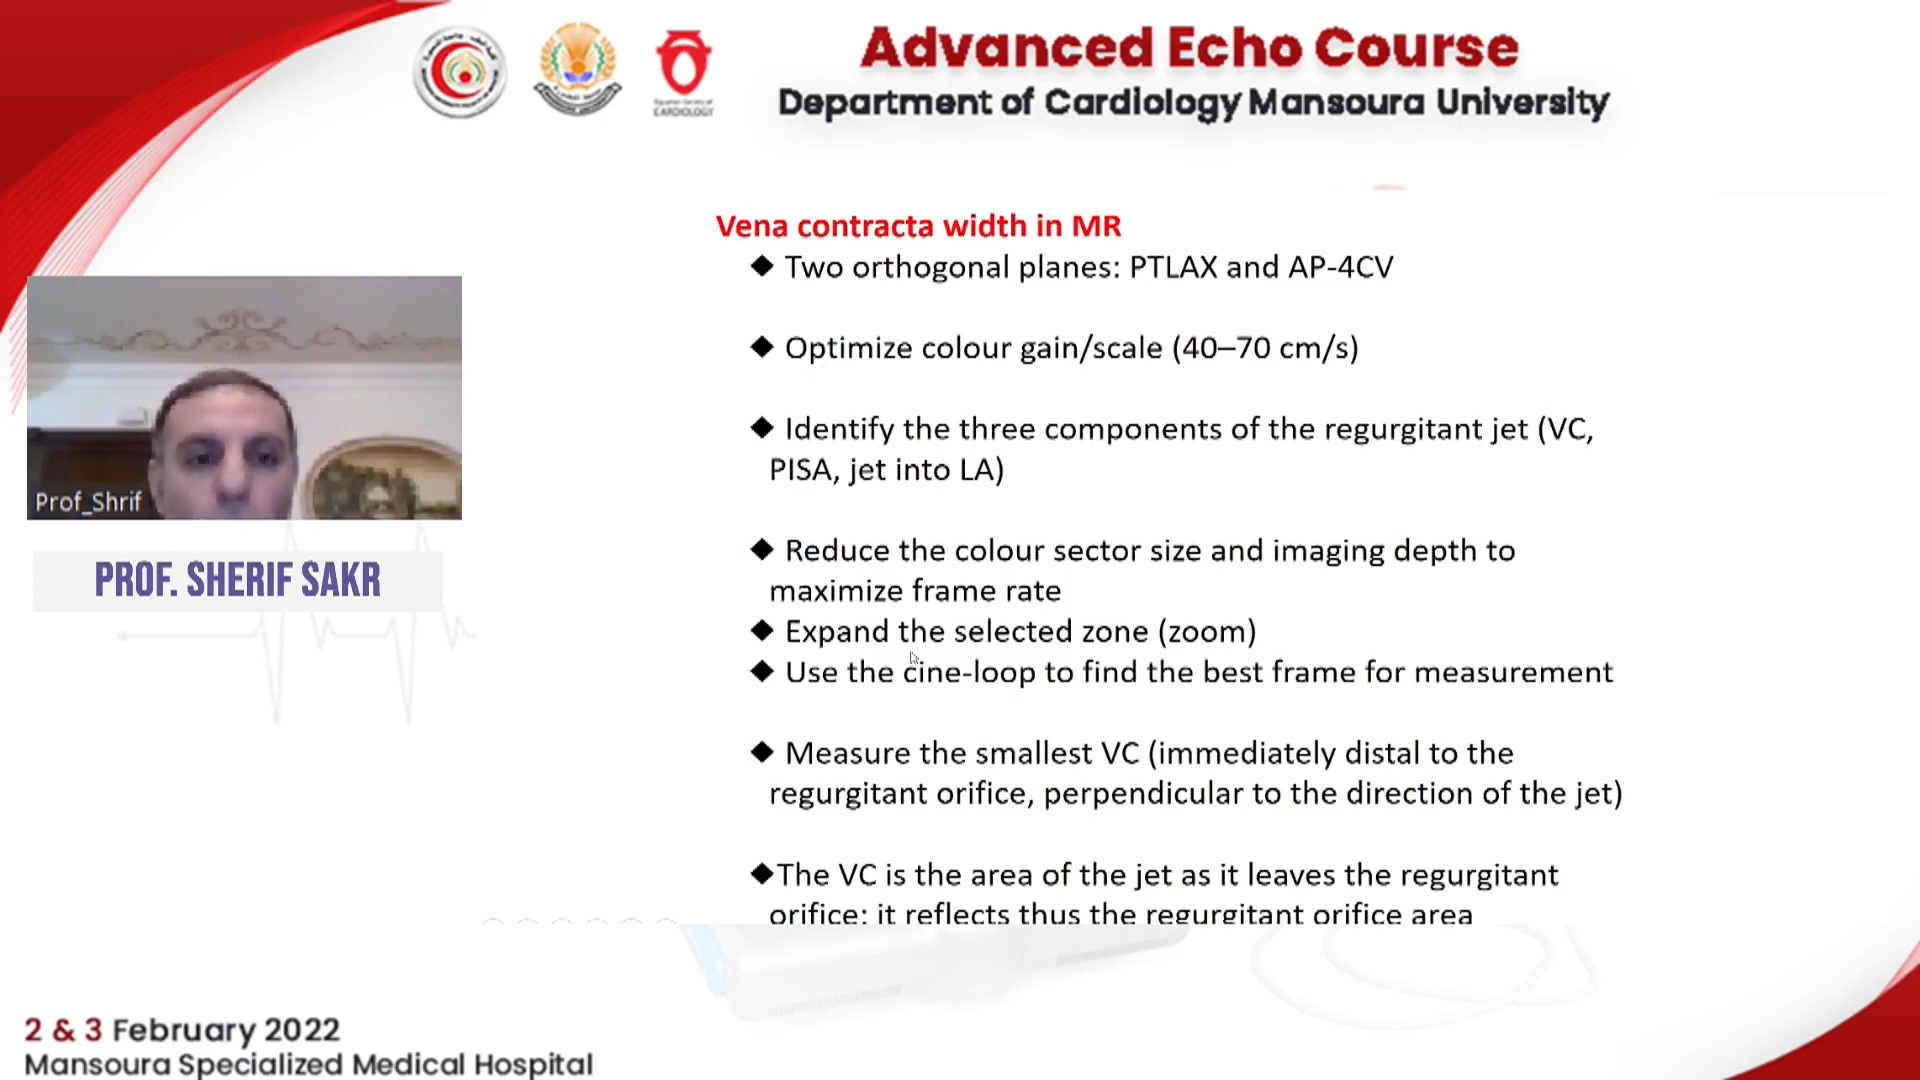 Advanced Echo Course
Department of Cardiology Mansoura University
CARDIOLOGY
Vena contracta width in MR
◆ Two orthogonal planes: PTLAX and AP-4CV
◆ Optimize colour gain/scale (40–70 cm/s)
◆ Identify the three components of the regurgitant jet (VC,
PISA, jet into LA)
◆ Reduce the colour sector size and imaging depth to
maximize frame rate
◆ Expand the selected zone (zoom)
◆ Use the cine-loop to find the best frame for measurement
◆ Measure the smallest VC (immediately distal to the
regurgitant orifice, perpendicular to the direction of the jet)
◆The VC is the area of the jet as it leaves the regurgitant
orifice; it reflects thus the regurgitant orifice area
Prof_Shrif
PROF. SHERIF SAKR
2 & 3 February 2022
Mansoura Specialized Medical Hospital